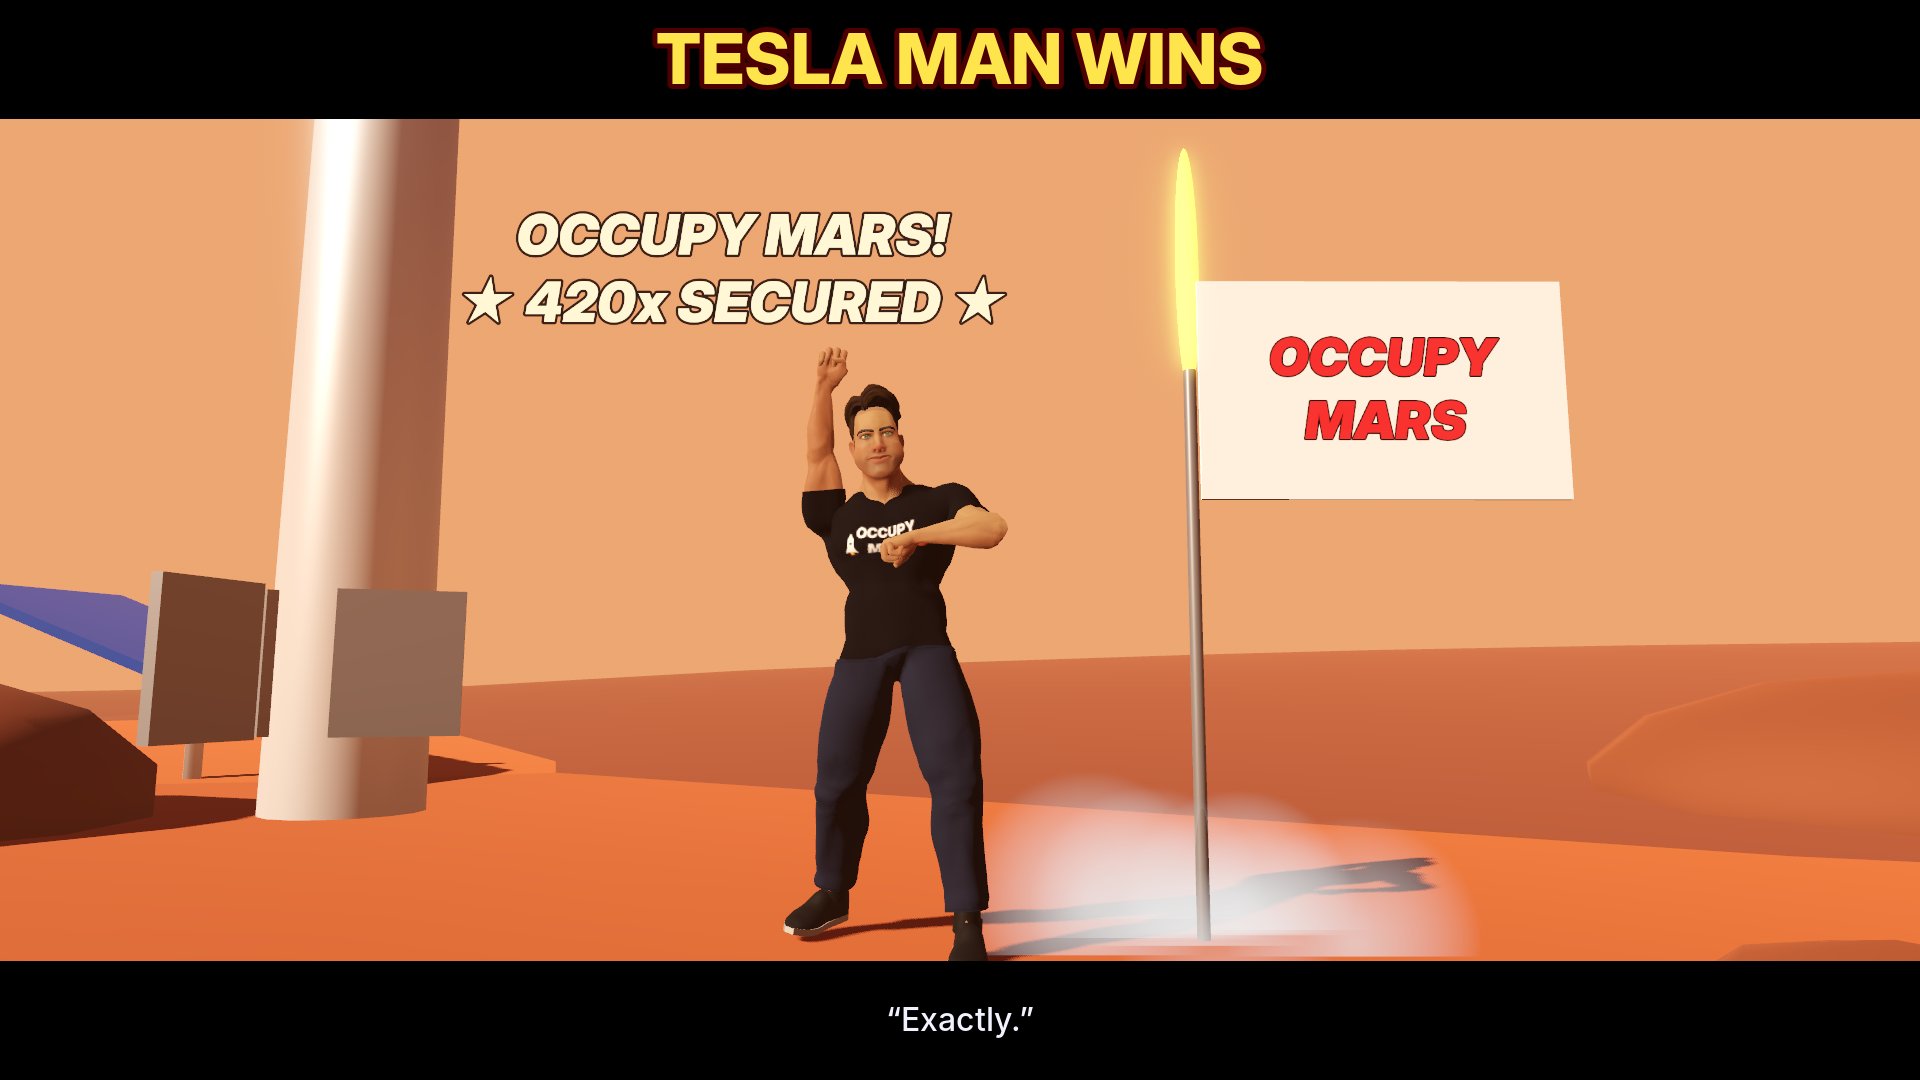 TESLA MAN WINS
OCCUPY MARS!
★ 420x SECURED ★
OCCUPY
MARS
OCCUPY
“Exactly.”